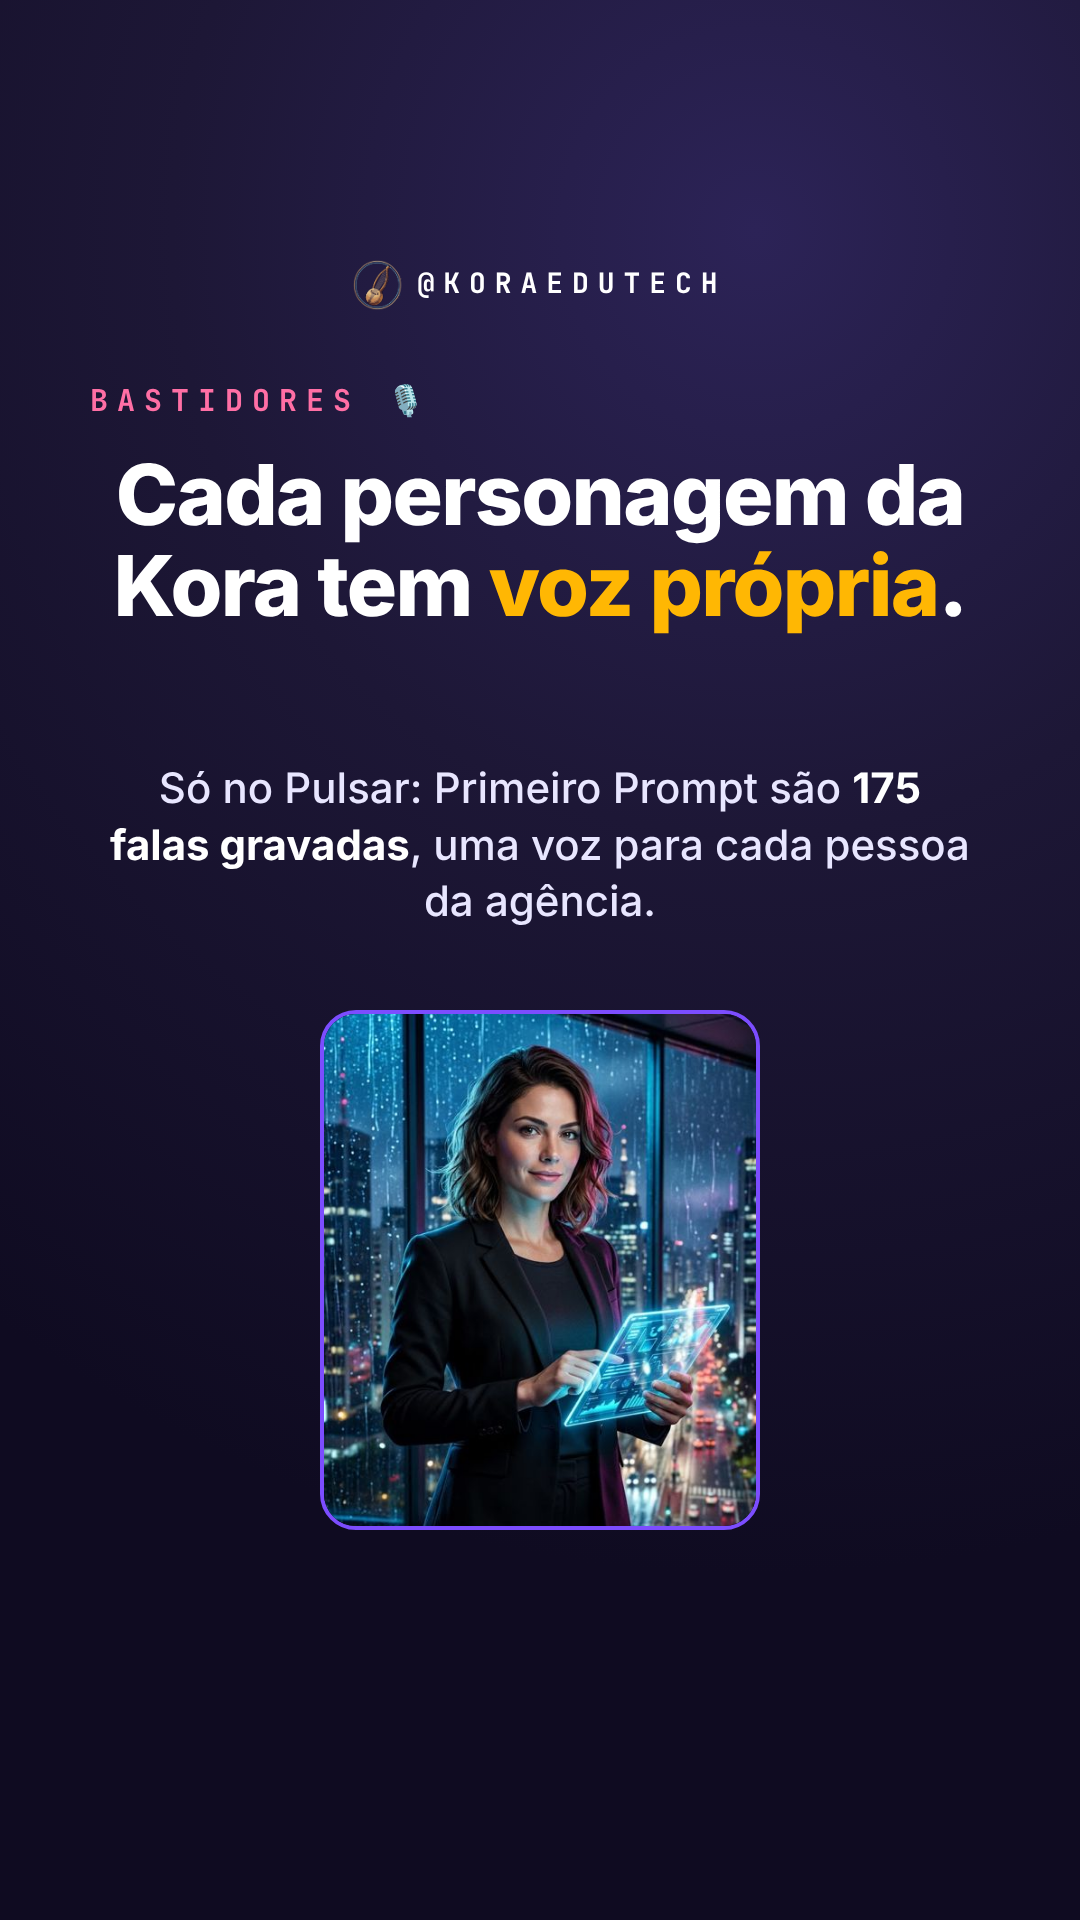 @KORAEDUTECH
BASTIDORES 🎙️
Cada personagem da
Kora tem voz própria.
Só no Pulsar: Primeiro Prompt são 175
falas gravadas, uma voz para cada pessoa
da agência.